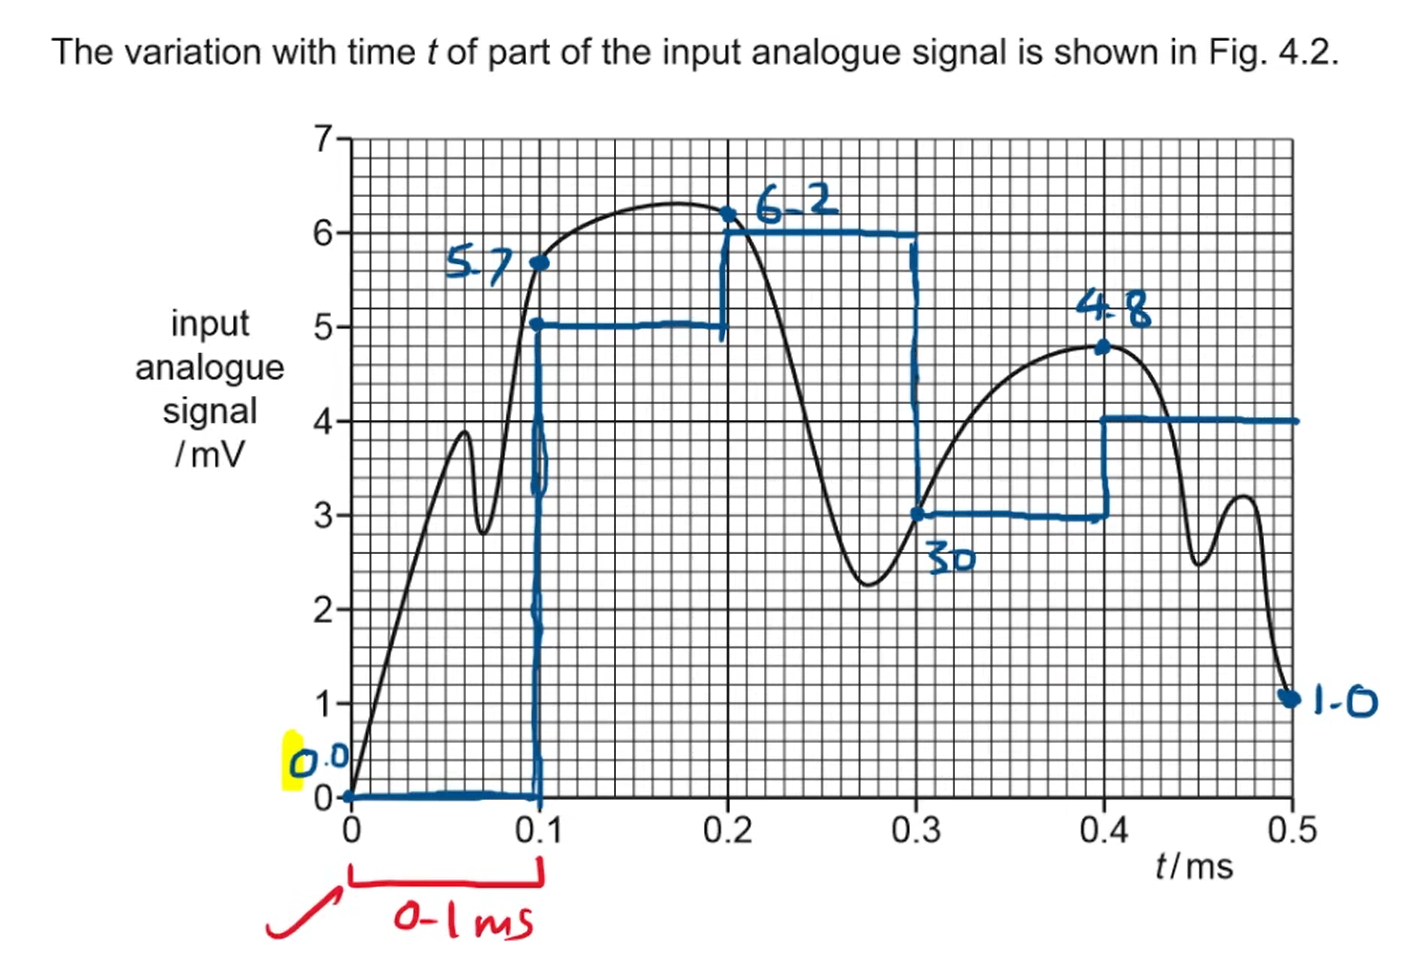 The variation with time t of part of the input analogue signal is shown in Fig. 4.2.
7
6-2
6
5.7
4.8
input
analogue
signal
/mV
5
4
3
30
2
1
1-0
0.0
0
0 0.1 0.2 0.3 0.4 0.5
t/ms
0-1ms